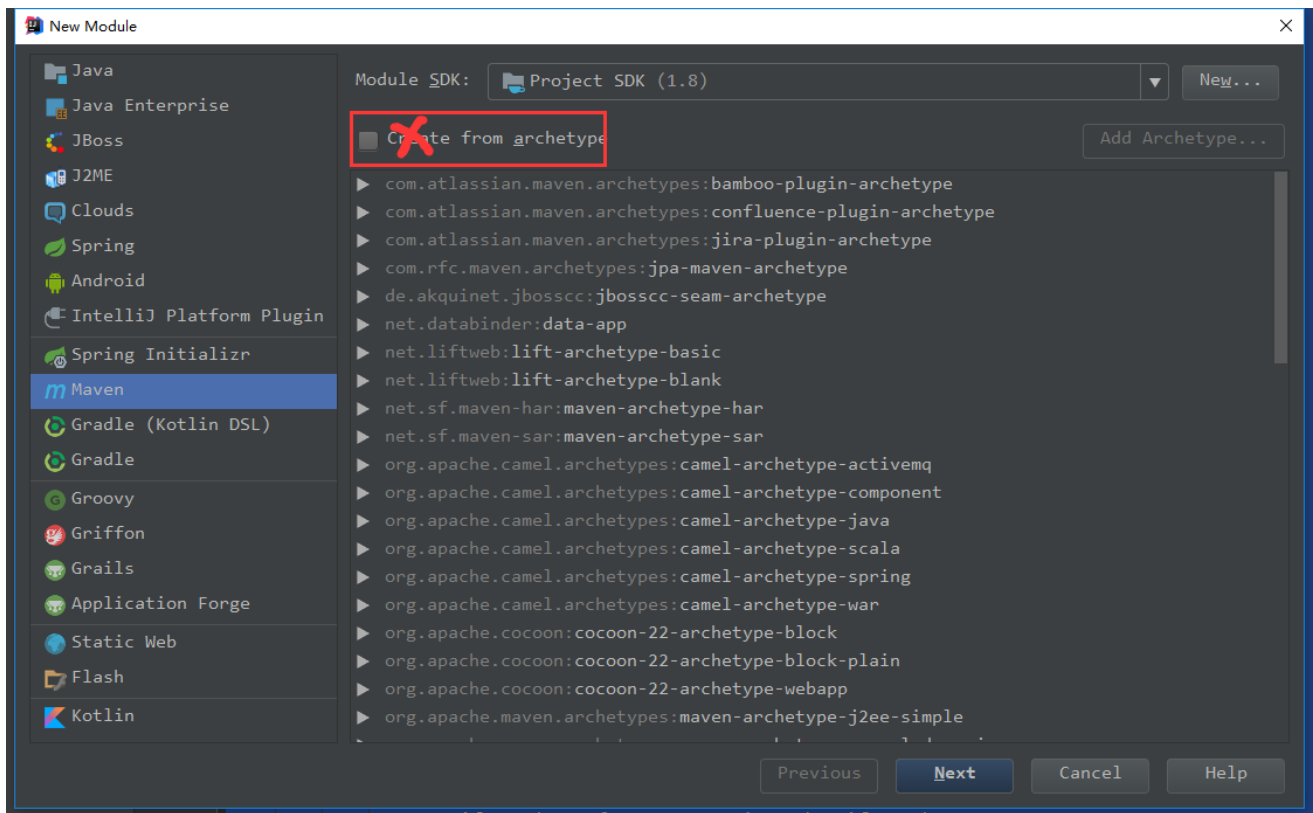 New Module
Java
Java Enterprise
JBoss
J2ME
Clouds
Spring
Android
IntelliJ Platform Plugin
Spring Initializr
Maven
Gradle (Kotlin DSL)
Gradle
Groovy
Griffon
Grails
Application Forge
Static Web
Flash
Kotlin
Module SDK: Project SDK (1.8) New...
Create from archetype Add Archetype...
com.atlassian.maven.archetypes:bamboo-plugin-archetype
com.atlassian.maven.archetypes:confluence-plugin-archetype
com.atlassian.maven.archetypes:jira-plugin-archetype
com.rfc.maven.archetypes:jpa-maven-archetype
de.akquinet.jbosscc:jbosscc-seam-archetype
net.databinder:data-app
net.liftweb:lift-archetype-basic
net.liftweb:lift-archetype-blank
net.sf.maven-har:maven-archetype-har
net.sf.maven-sar:maven-archetype-sar
org.apache.camel.archetypes:camel-archetype-activemq
org.apache.camel.archetypes:camel-archetype-component
org.apache.camel.archetypes:camel-archetype-java
org.apache.camel.archetypes:camel-archetype-scala
org.apache.camel.archetypes:camel-archetype-spring
org.apache.camel.archetypes:camel-archetype-war
org.apache.cocoon:cocoon-22-archetype-block
org.apache.cocoon:cocoon-22-archetype-block-plain
org.apache.cocoon:cocoon-22-archetype-webapp
org.apache.maven.archetypes:maven-archetype-j2ee-simple
Previous Next Cancel Help